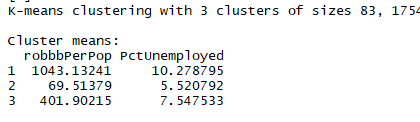 K-means clustering with 3 clusters of sizes 83, 1754
Cluster means:
robbbPerPop PctUnemployed
1 1043.13241 10.278795
2 69.51379 5.520792
3 401.90215 7.547533